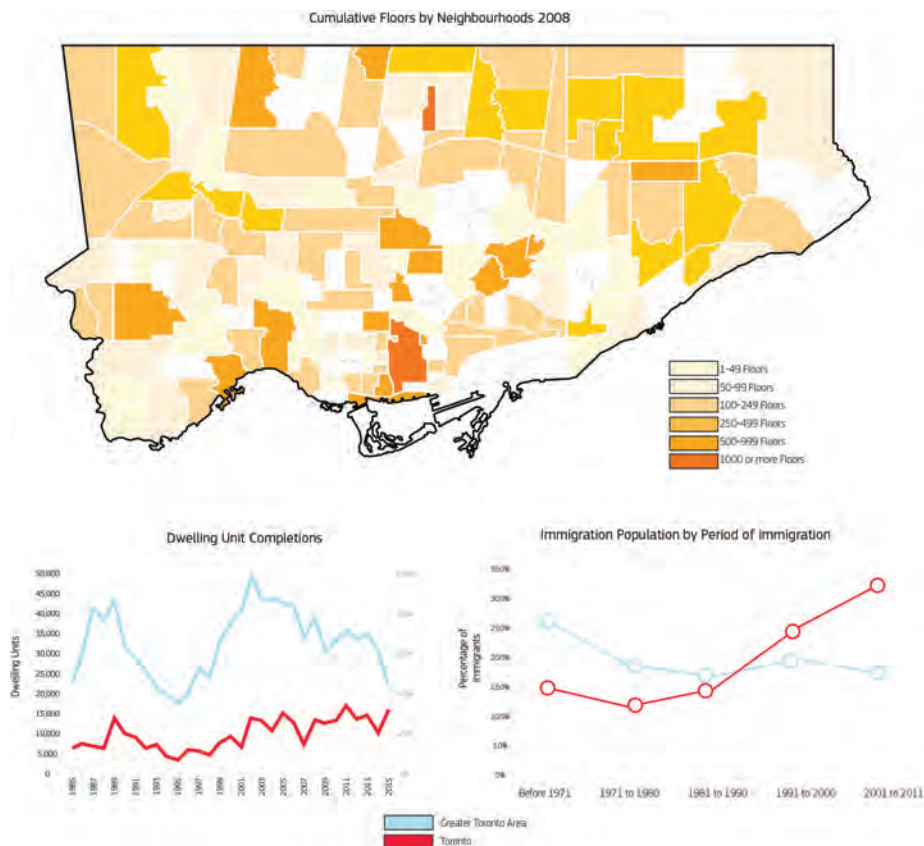 Cumulative Floors by Neighbourhoods 2008
1-49 Floors
50-99 Floors
100-249 Floors
250-499 Floors
500-999 Floors
1000 or more Floors
Dwelling Unit Completions
50,000
45,000
40,000
35,000
30,000
25,000
20,000
15,000
10,000
5,000
0
Dwelling Units
1985
1987
1989
1991
1993
1995
1997
1999
2001
2003
2005
2007
2009
2011
2013
2015
Immigration Population by Period of Immigration
Percentage of
immigrants
Before 1971
1971 to 1980
1981 to 1990
1991 to 2000
2001 to 2011
Greater Toronto Area
Toronto